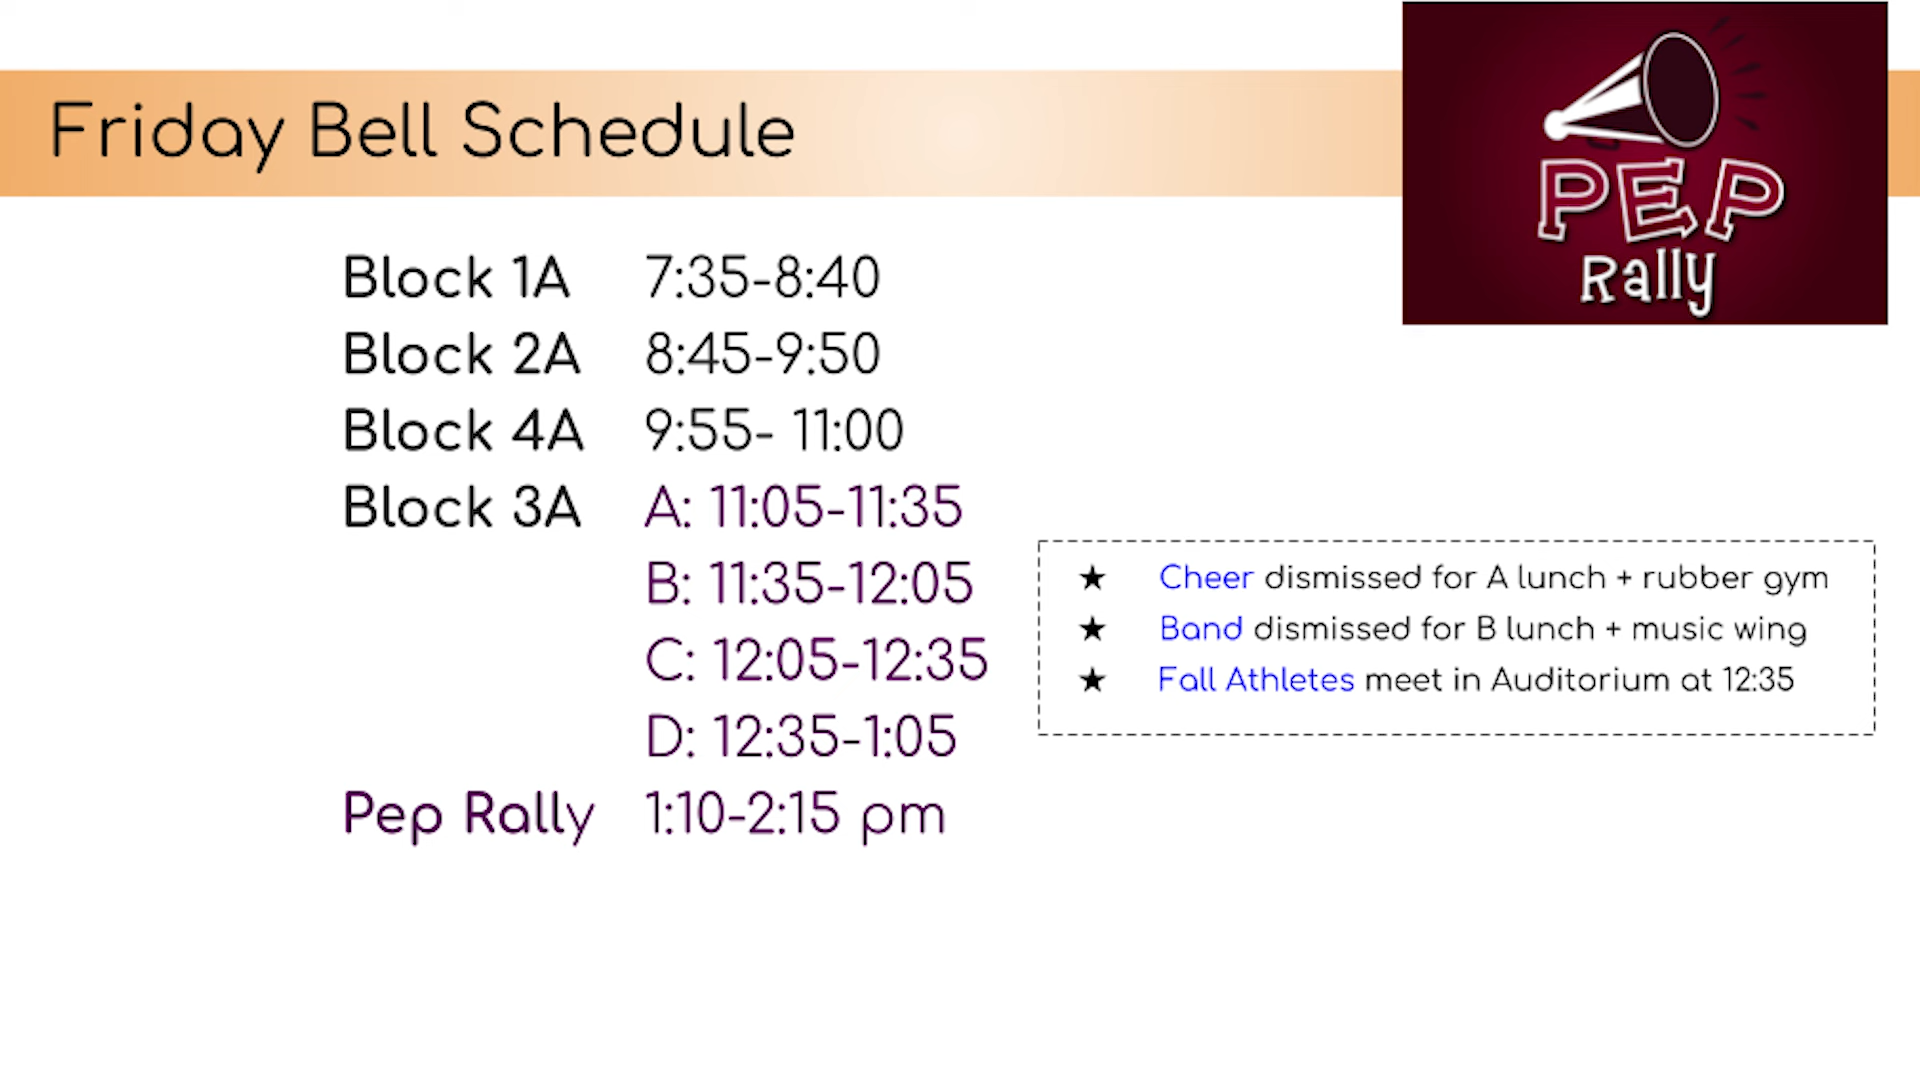 Friday Bell Schedule
PEP
Rally
Block 1A 7:35-8:40
Block 2A 8:45-9:50
Block 4A 9:55- 11:00
Block 3A A: 11:05-11:35
B: 11:35-12:05
C: 12:05-12:35
D: 12:35-1:05
Pep Rally 1:10-2:15 pm
★ Cheer dismissed for A lunch + rubber gym
★ Band dismissed for B lunch + music wing
★ Fall Athletes meet in Auditorium at 12:35